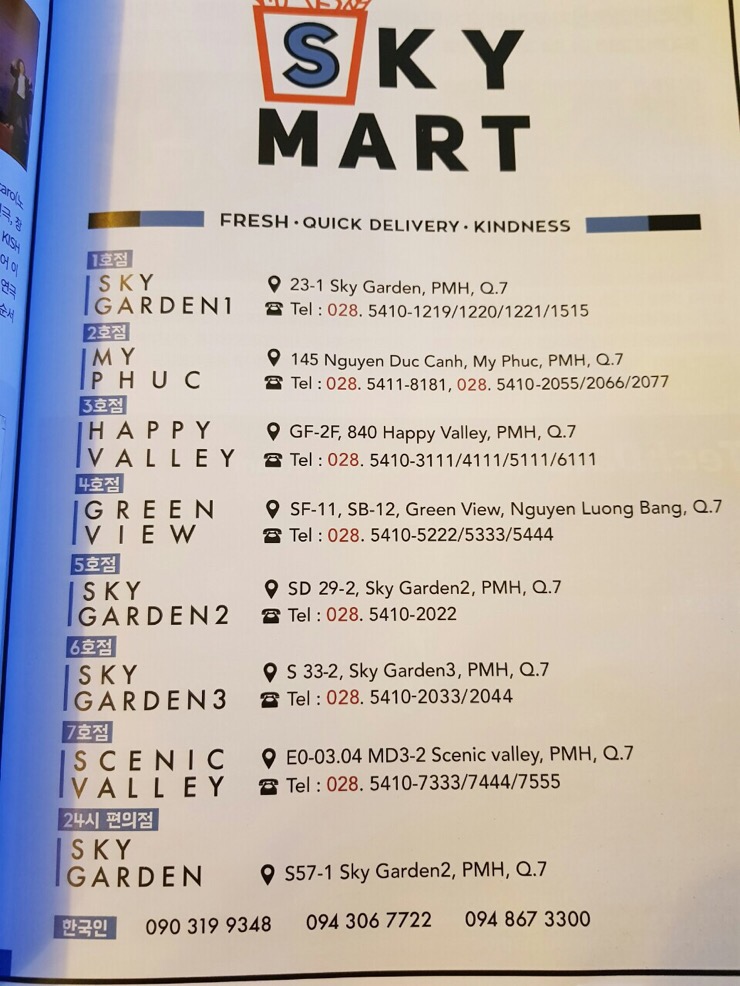 SKY
MART
FRESH · QUICK DELIVERY · KINDNESS
1호점
SKY
GARDEN1
23-1 Sky Garden, PMH, Q.7
Tel : 028. 5410-1219/1220/1221/1515
2호점
MY
PHUC
145 Nguyen Duc Canh, My Phuc, PMH, Q.7
Tel : 028. 5411-8181, 028. 5410-2055/2066/2077
3호점
HAPPY
VALLEY
GF-2F, 840 Happy Valley, PMH, Q.7
Tel : 028. 5410-3111/4111/5111/6111
4호점
GREEN
VIEW
SF-11, SB-12, Green View, Nguyen Luong Bang, Q.7
Tel : 028. 5410-5222/5333/5444
5호점
SKY
GARDEN2
SD 29-2, Sky Garden2, PMH, Q.7
Tel : 028. 5410-2022
6호점
SKY
GARDEN3
S 33-2, Sky Garden3, PMH, Q.7
Tel : 028. 5410-2033/2044
7호점
SCENIC
VALLEY
E0-03.04 MD3-2 Scenic valley, PMH, Q.7
Tel : 028. 5410-7333/7444/7555
24시 편의점
SKY
GARDEN
S57-1 Sky Garden2, PMH, Q.7
한국인 090 319 9348 094 306 7722 094 867 3300
KISH
어 이
연극
순서